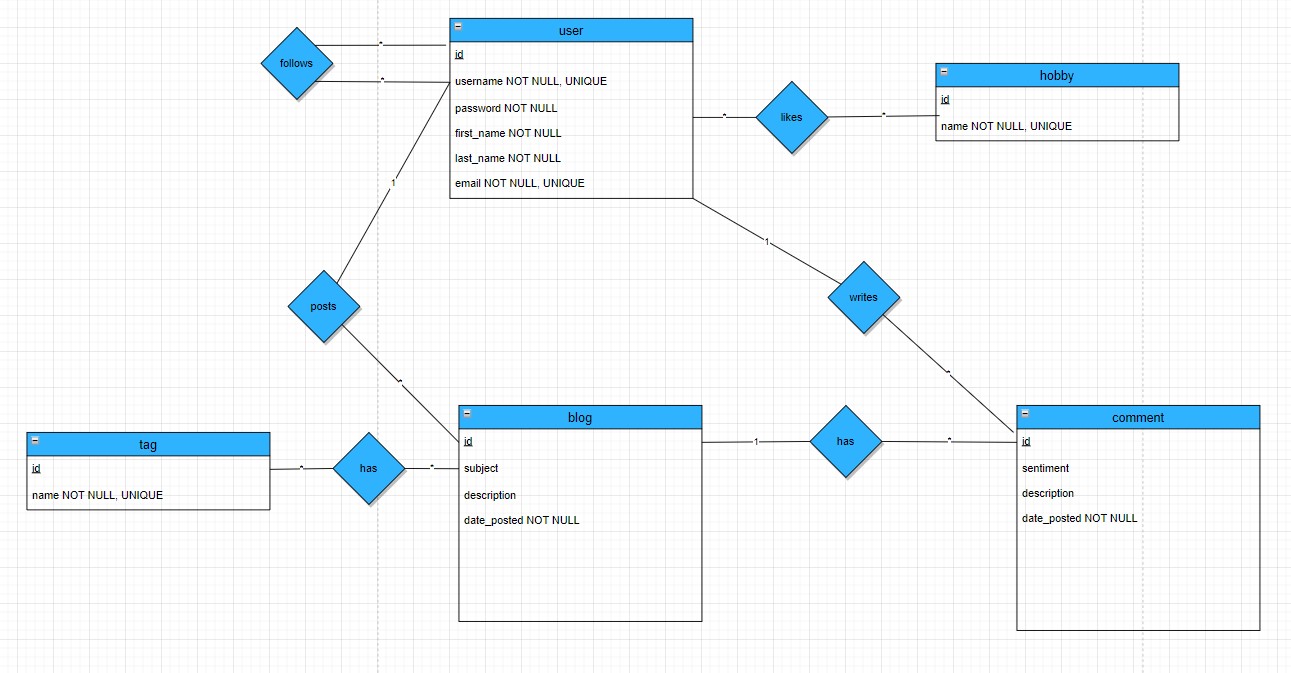 user
id
username NOT NULL, UNIQUE
password NOT NULL
first_name NOT NULL
last_name NOT NULL
email NOT NULL, UNIQUE
follows
*
*
likes
*
*
hobby
id
name NOT NULL, UNIQUE
1
posts
*
1
writes
*
tag
id
name NOT NULL, UNIQUE
*
has
*
blog
id
subject
description
date_posted NOT NULL
1
has
*
comment
id
sentiment
description
date_posted NOT NULL